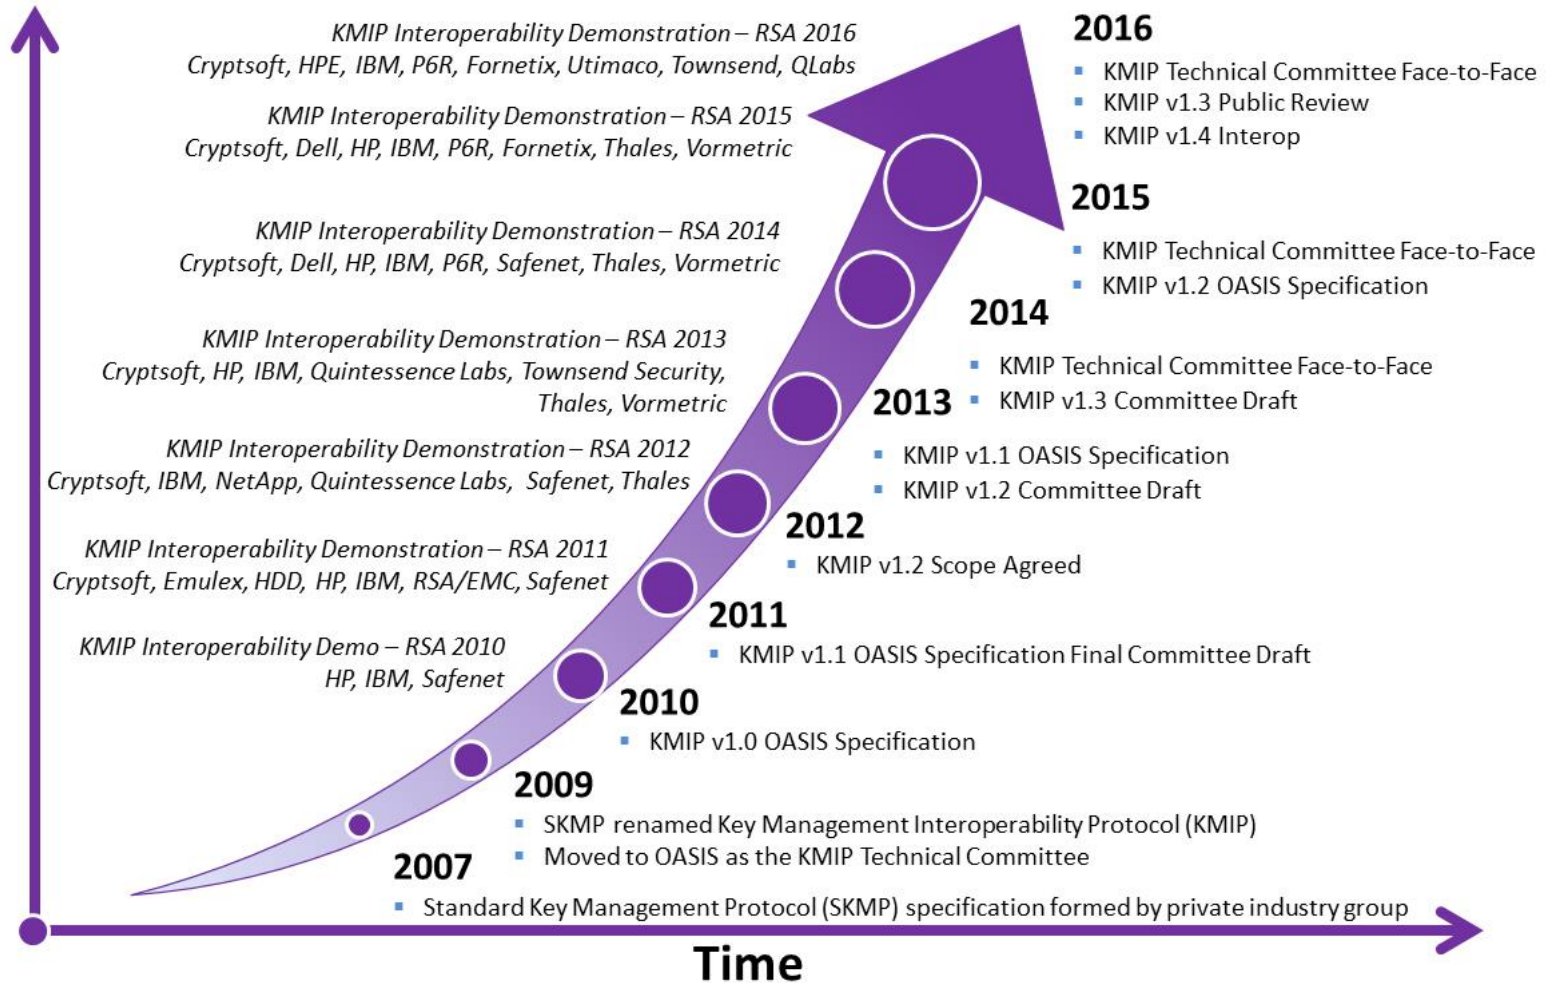 KMIP Interoperability Demonstration – RSA 2016
Cryptsoft, HPE, IBM, P6R, Fornetix, Utimaco, Townsend, QLabs
KMIP Interoperability Demonstration – RSA 2015
Cryptsoft, Dell, HP, IBM, P6R, Fornetix, Thales, Vormetric
KMIP Interoperability Demonstration – RSA 2014
Cryptsoft, Dell, HP, IBM, P6R, Safenet, Thales, Vormetric
KMIP Interoperability Demonstration – RSA 2013
Cryptsoft, HP, IBM, Quintessence Labs, Townsend Security,
Thales, Vormetric
KMIP Interoperability Demonstration – RSA 2012
Cryptsoft, IBM, NetApp, Quintessence Labs, Safenet, Thales
KMIP Interoperability Demonstration – RSA 2011
Cryptsoft, Emulex, HDD, HP, IBM, RSA/EMC, Safenet
KMIP Interoperability Demo – RSA 2010
HP, IBM, Safenet
2016
▪ KMIP Technical Committee Face-to-Face
▪ KMIP v1.3 Public Review
▪ KMIP v1.4 Interop
2015
▪ KMIP Technical Committee Face-to-Face
▪ KMIP v1.2 OASIS Specification
2014
▪ KMIP Technical Committee Face-to-Face
▪ KMIP v1.3 Committee Draft
2013
▪ KMIP v1.1 OASIS Specification
▪ KMIP v1.2 Committee Draft
2012
▪ KMIP v1.2 Scope Agreed
2011
▪ KMIP v1.1 OASIS Specification Final Committee Draft
2010
▪ KMIP v1.0 OASIS Specification
2009
▪ SKMP renamed Key Management Interoperability Protocol (KMIP)
▪ Moved to OASIS as the KMIP Technical Committee
2007
▪ Standard Key Management Protocol (SKMP) specification formed by private industry group
Time